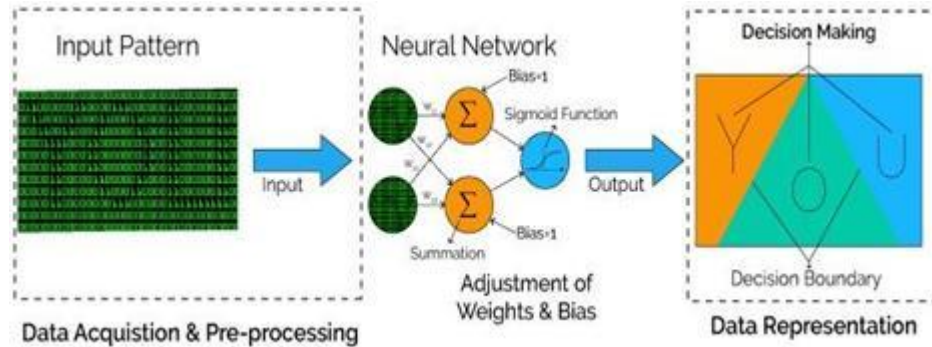 Input Pattern
Input
Data Acquistion & Pre-processing
Neural Network
Bias=1
Σ
Sigmoid Function
Σ
Bias=1
Summation
Adjustment of
Weights & Bias
Output
Decision Making
Y
O
U
Decision Boundary
Data Representation